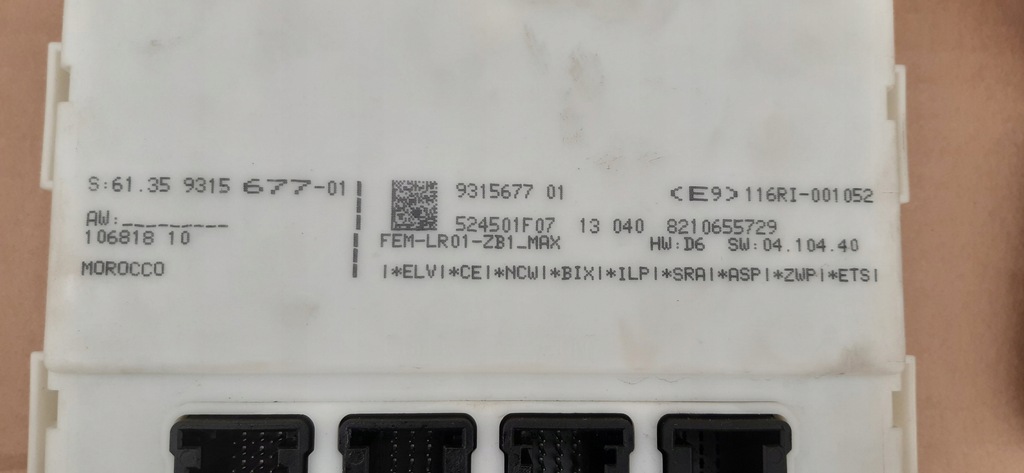 S:61.35 9315 677-01
AW:_________
106818 10
MOROCCO
9315677 01 <E9>116RI-001052
524501F07 13 040 8210655729
FEM-LR01-ZB1_MAX HW:D6 SW:04.104.40
|*ELV|*CE|*NCW|*BIX|*ILP|*SRA|*ASP|*ZWP|*ETS|